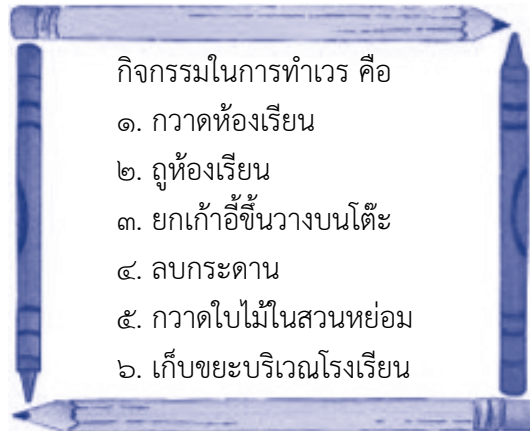 กิจกรรมในการทำเวร คือ
๑. กวาดห้องเรียน
๒. ถูห้องเรียน
๓. ยกเก้าอี้ขึ้นวางบนโต๊ะ
๔. ลบกระดาน
๕. กวาดใบไม้ในสวนหย่อม
๖. เก็บขยะบริเวณโรงเรียน